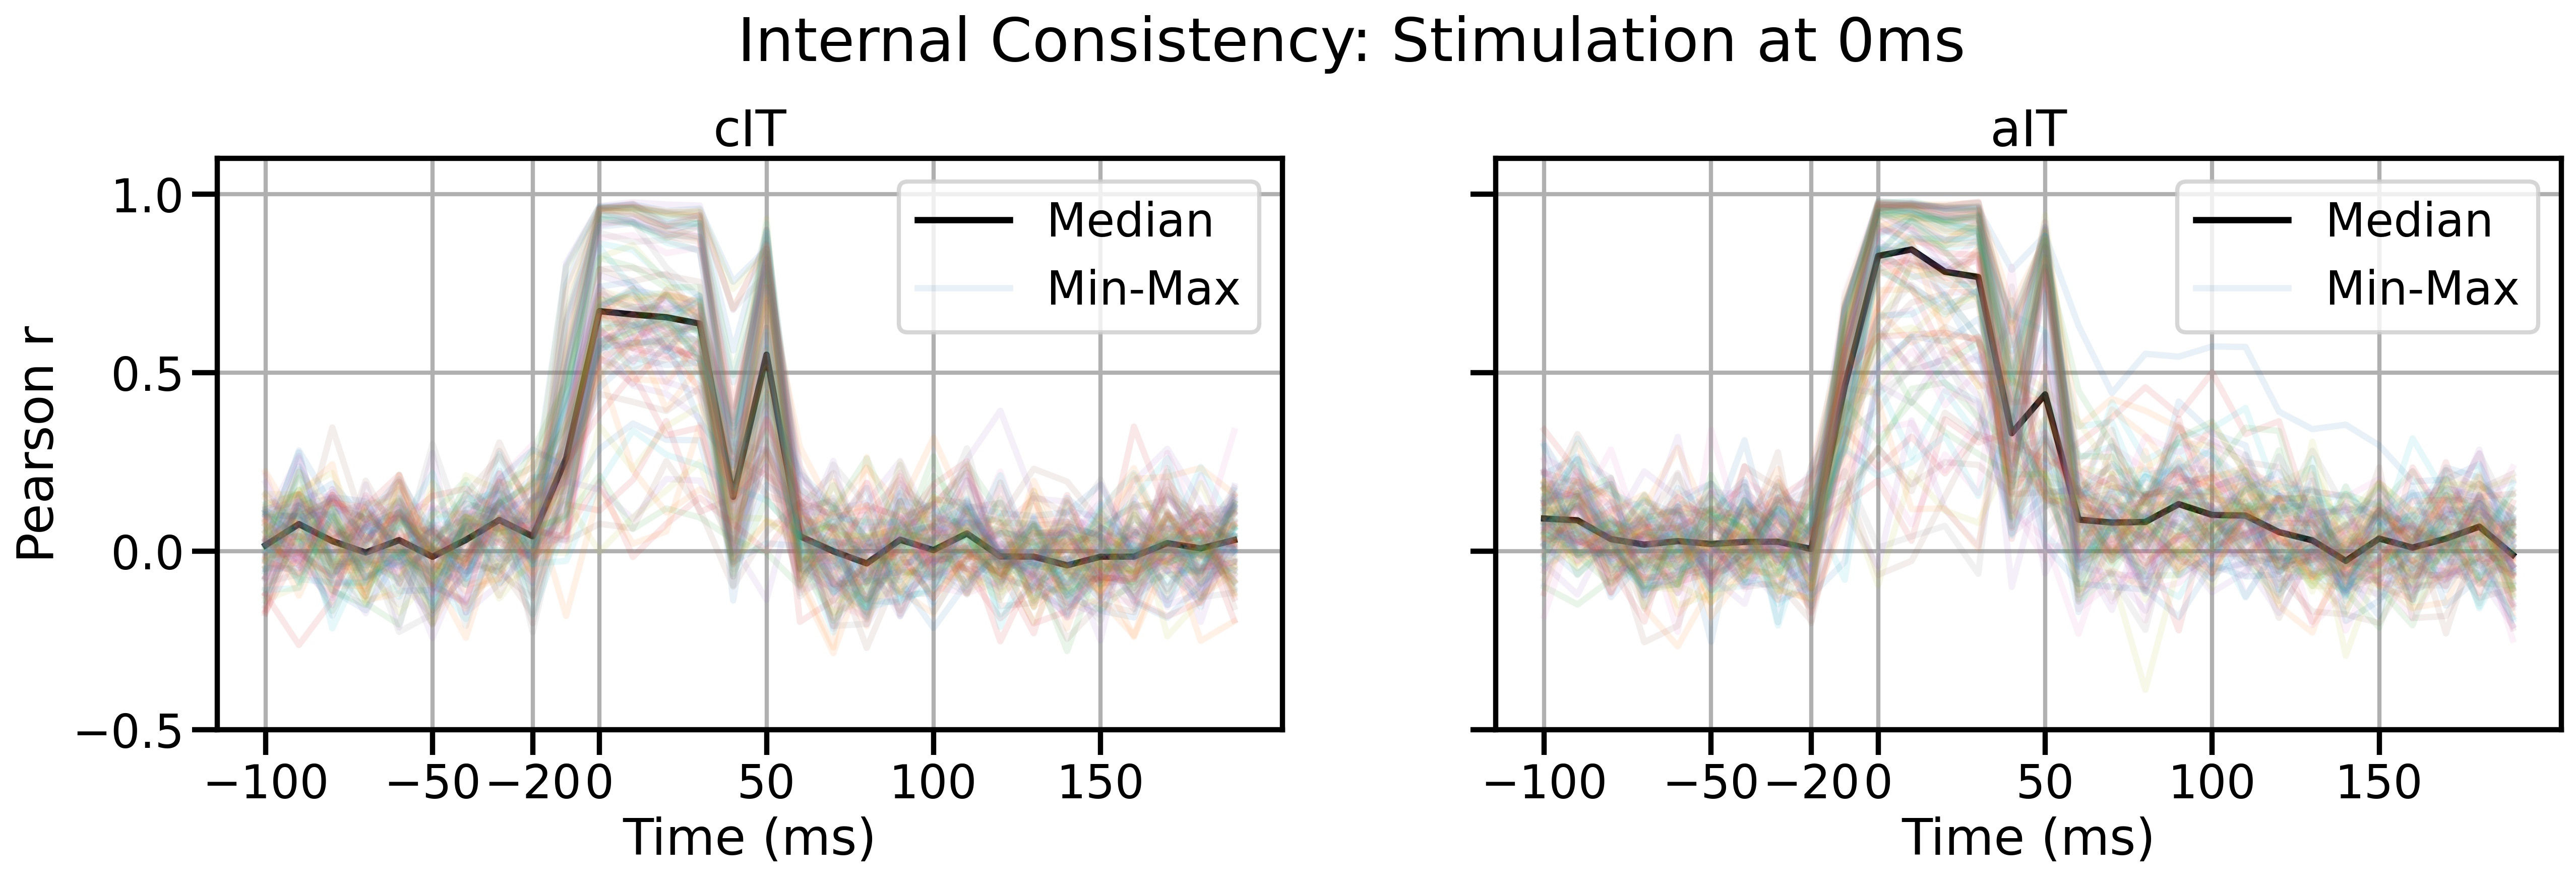 Internal Consistency: Stimulation at 0ms
cIT
aIT
1.0
0.5
0.0
−0.5
Pearson r
Median
Min-Max
Median
Min-Max
−100 −50 −20 0 50 100 150
−100 −50 −20 0 50 100 150
Time (ms)
Time (ms)